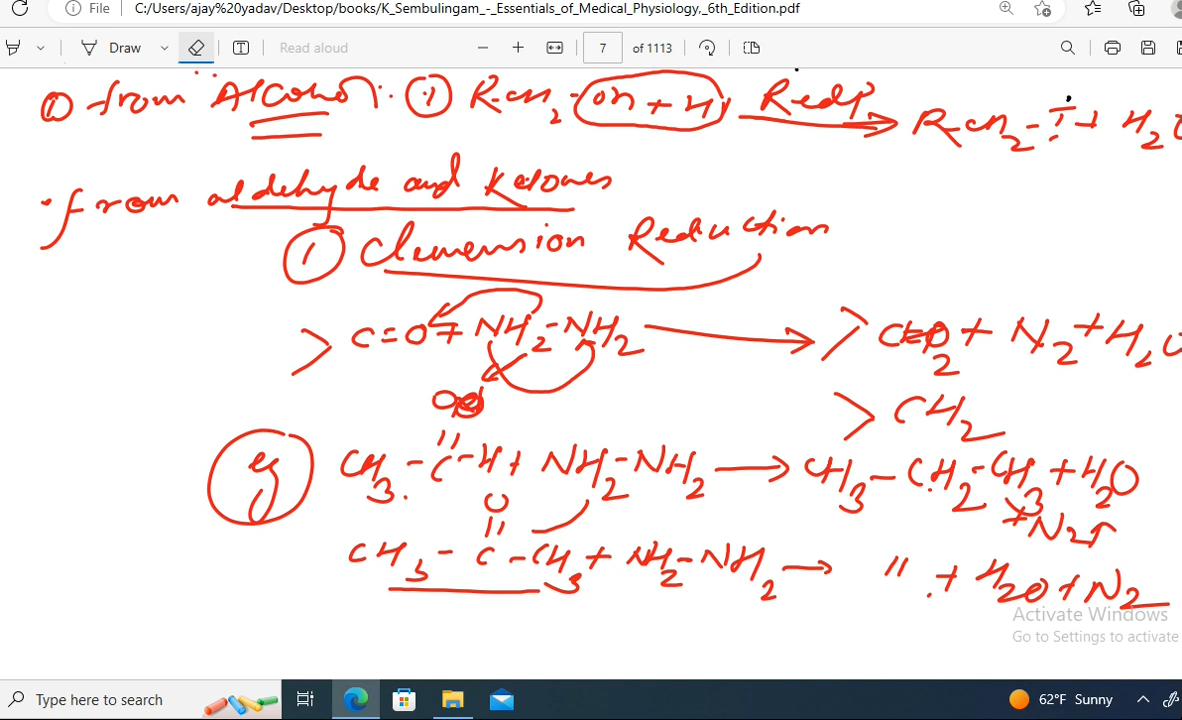 File C:/Users/ajay%20yadav/Desktop/books/K_Sembulingam_-_Essentials_of_Medical_Physiology,_6th_Edition.pdf
Draw Read aloud 7 of 1113
① from Alcohol: ① R-CH2-OH + HI Red P → R-CH2-I + H2O
• from aldehyde and Ketones
① Clemension Reduction
> C=O + NH2-NH2 → > + N2 + H2O
> CH2
eg CH3-C-H + NH2-NH2 → CH3-CH2-CH3 + H2O
O
+ N2↑
CH3-C-CH3 + NH2-NH2 → " + H2O + N2
Activate Windows
Go to Settings to activate
Type here to search 62°F Sunny